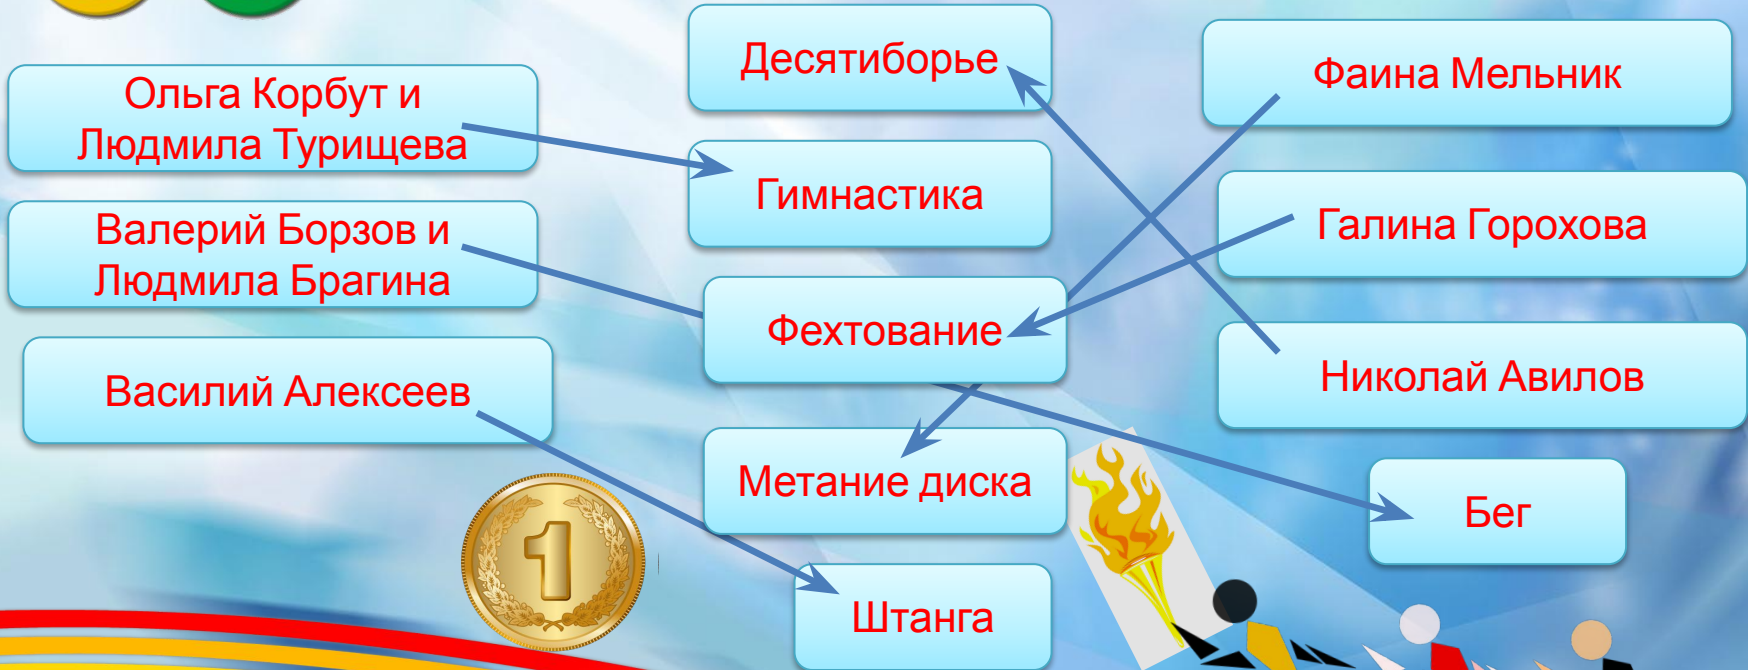 Десятиборье
Фаина Мельник
Ольга Корбут и
Людмила Турищева
Гимнастика
Галина Горохова
Валерий Борзов и
Людмила Брагина
Фехтование
Василий Алексеев
Николай Авилов
Метание диска
Бег
1
Штанга